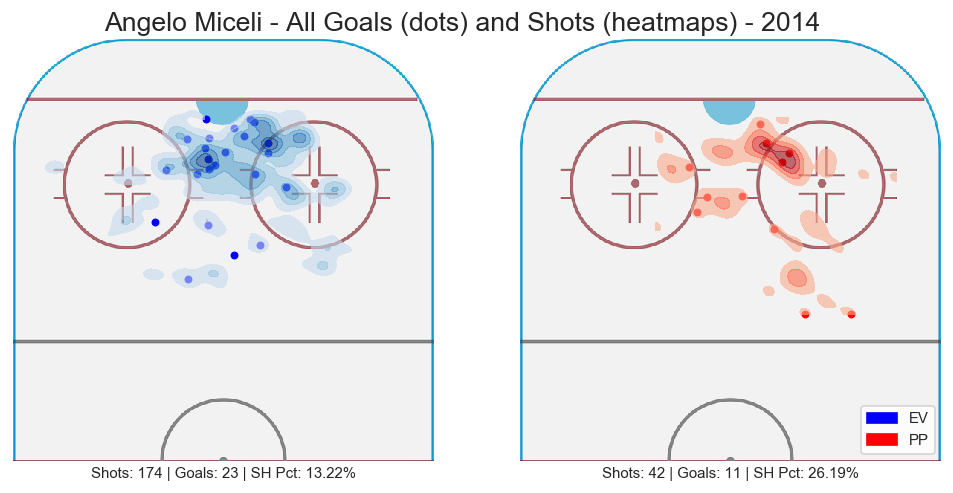 Angelo Miceli - All Goals (dots) and Shots (heatmaps) - 2014
EV
PP
Shots: 174 | Goals: 23 | SH Pct: 13.22%
Shots: 42 | Goals: 11 | SH Pct: 26.19%